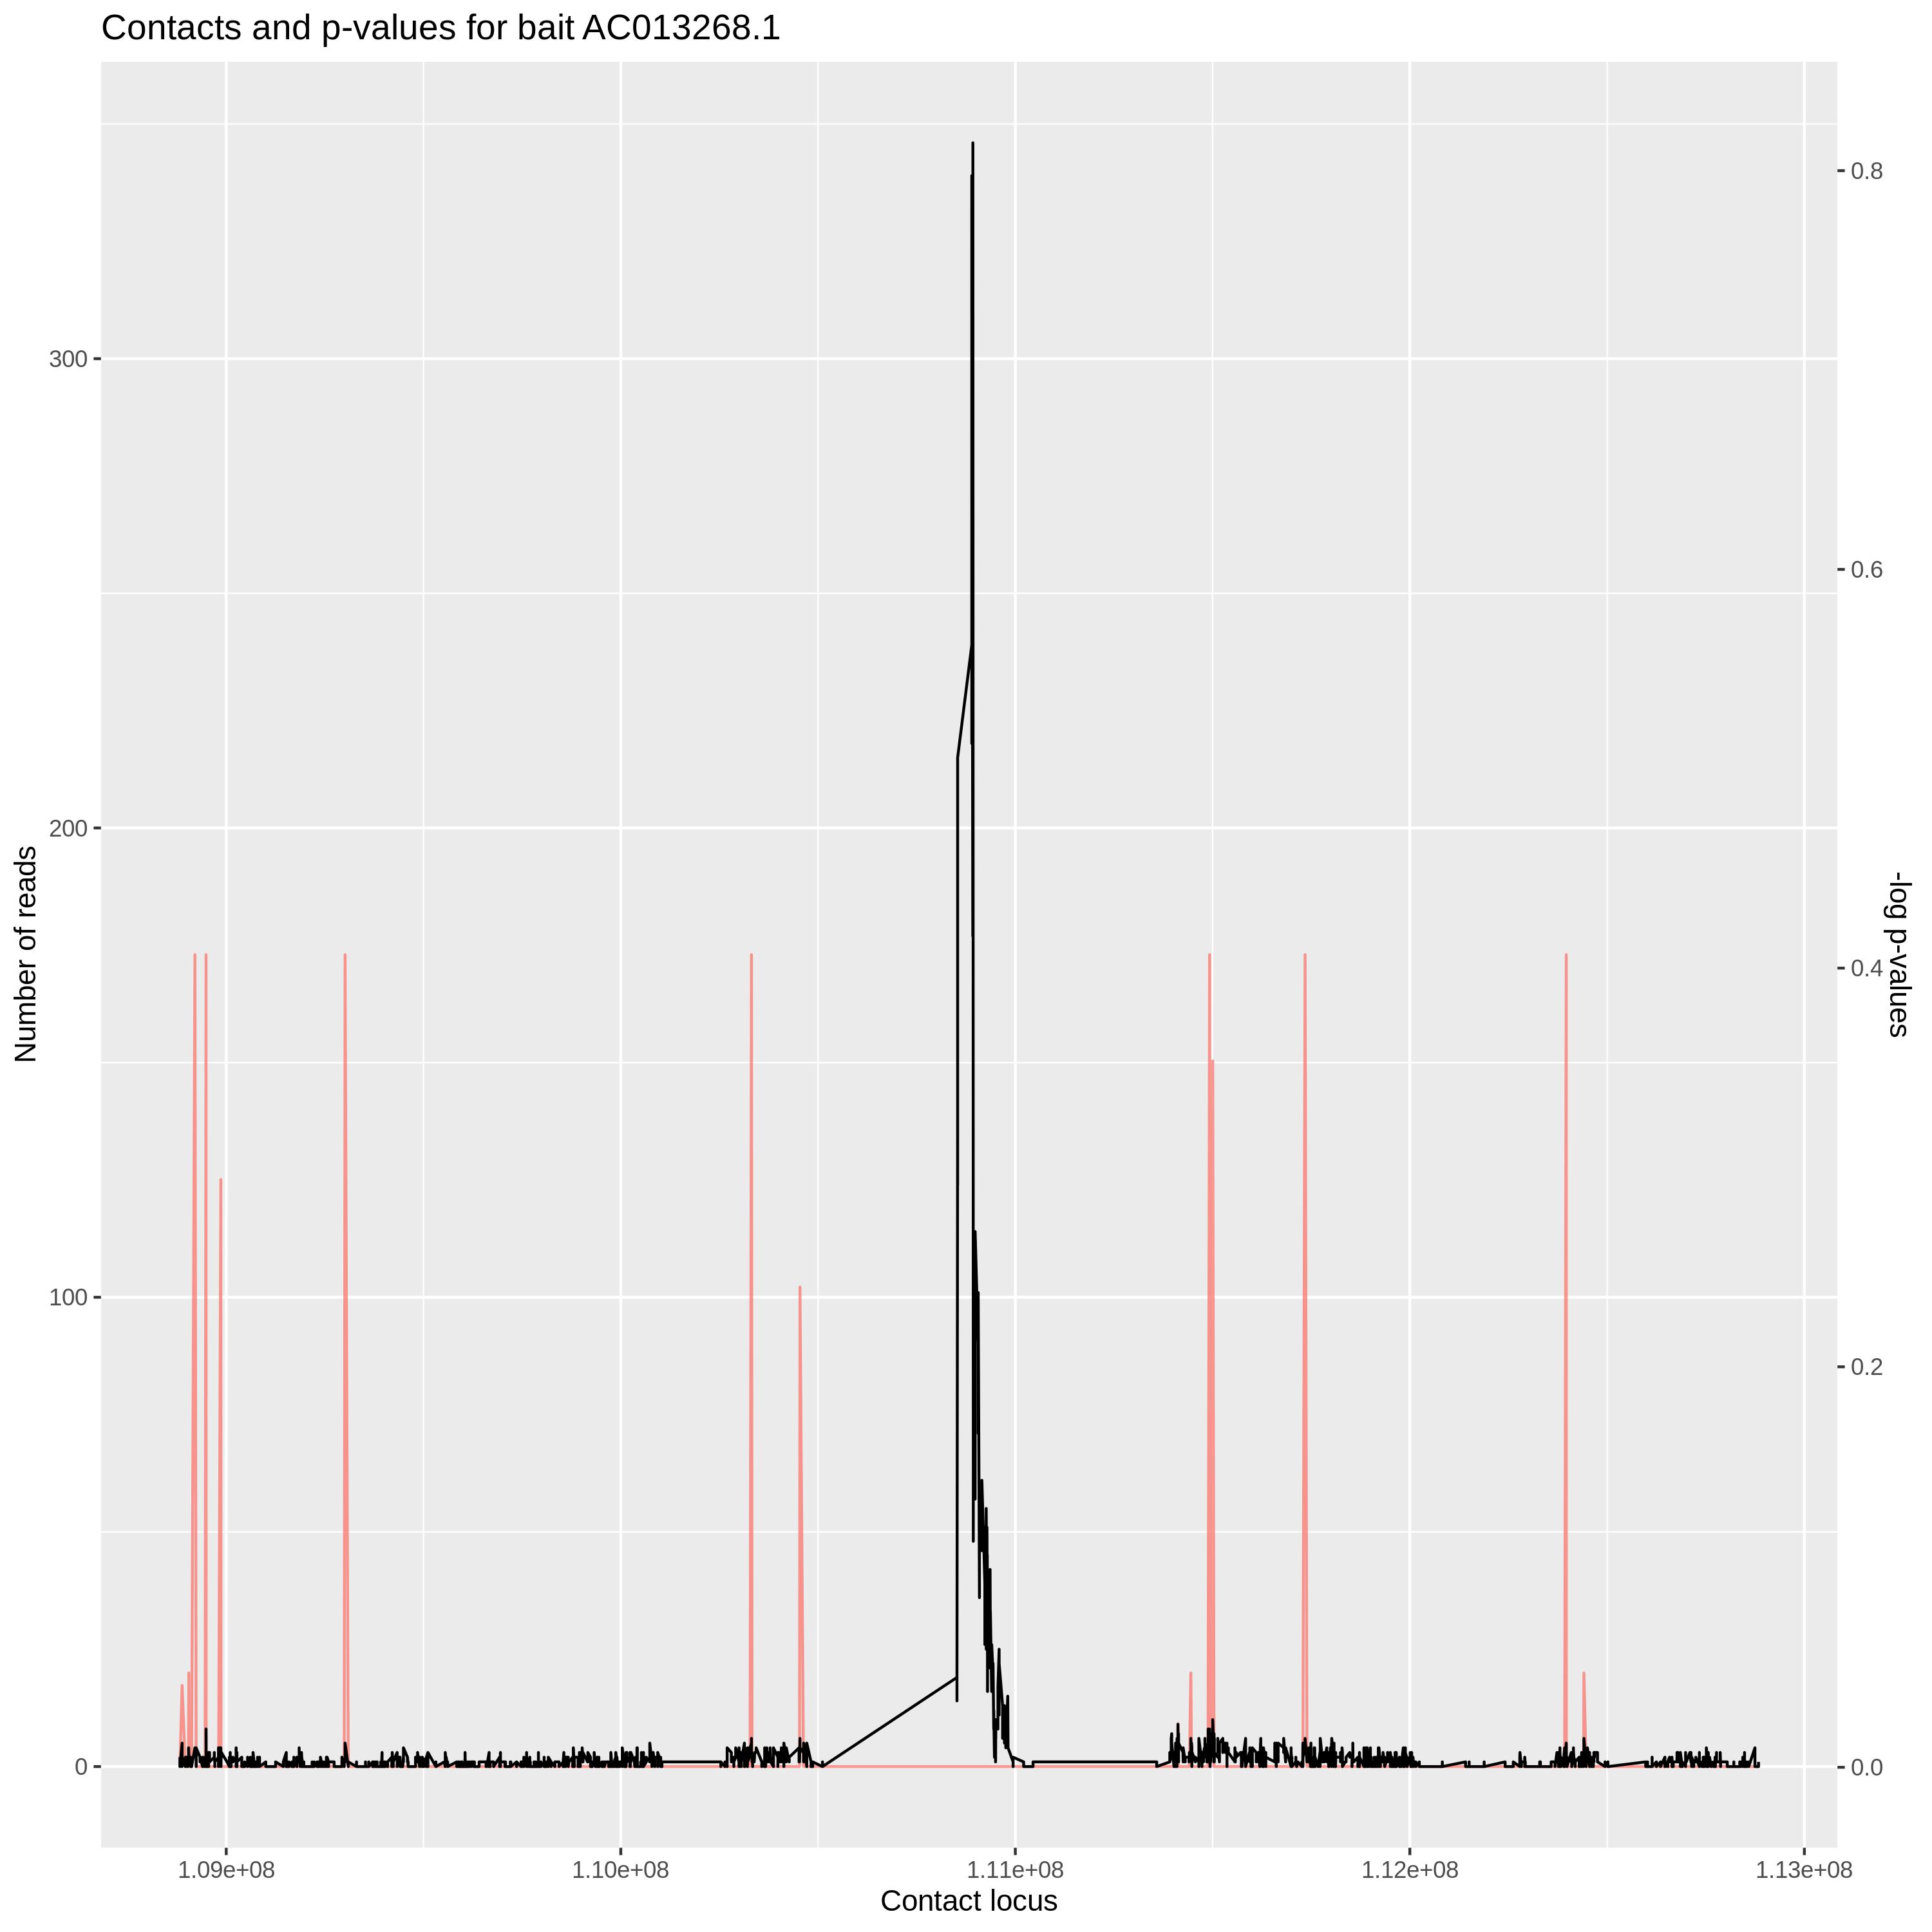 Contacts and p-values for bait AC013268.1
Number of reads
300
200
100
0
0.8
0.6
0.4
0.2
0.0
-log p-values
1.09e+08 1.10e+08 1.11e+08 1.12e+08 1.13e+08
Contact locus